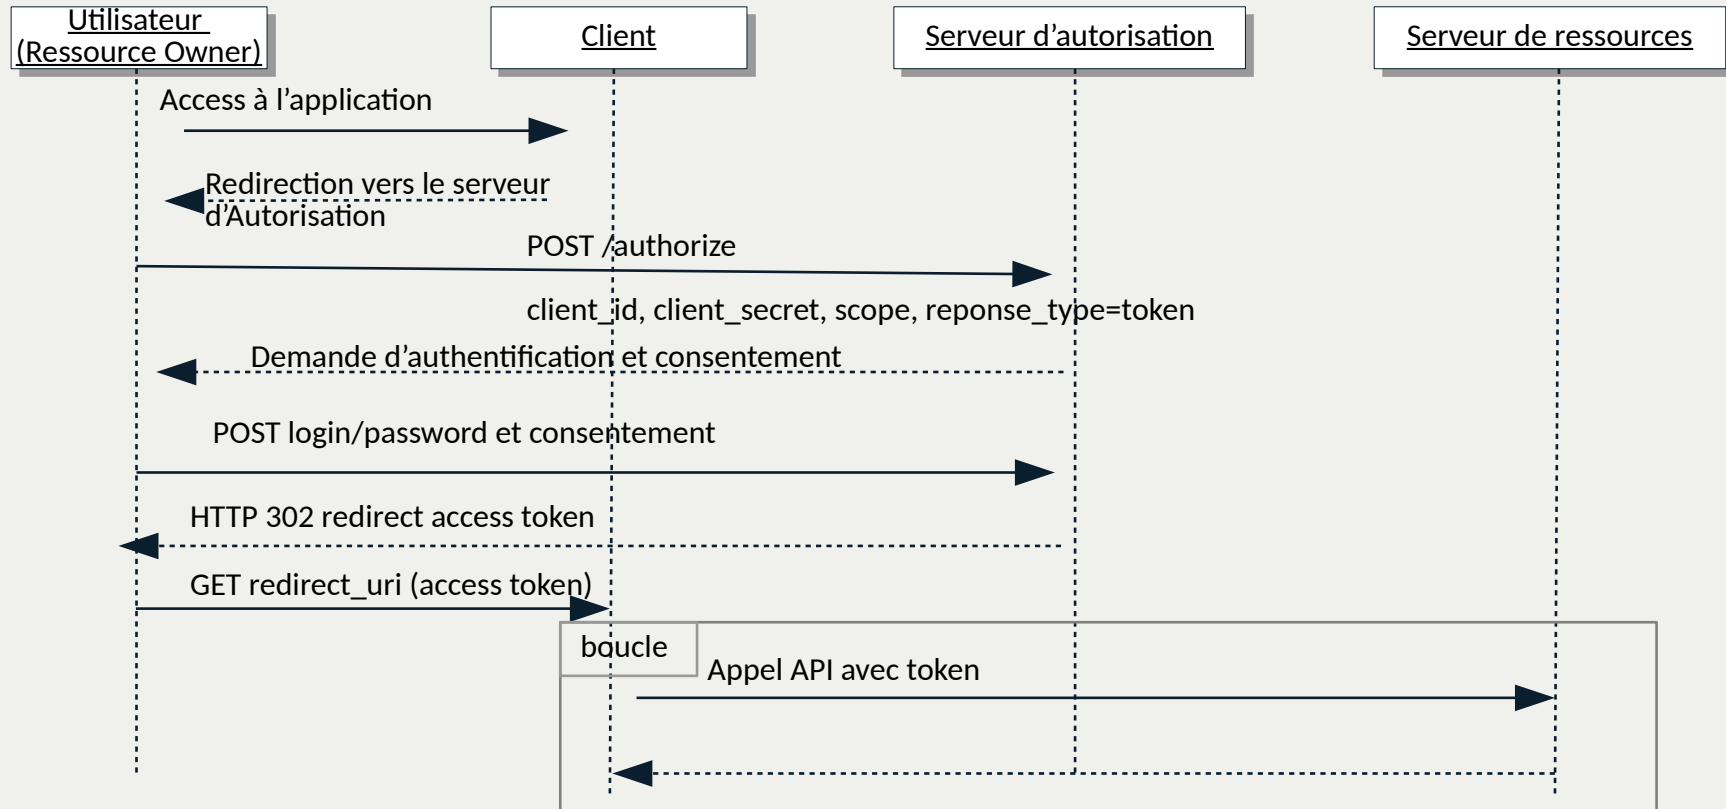 Utilisateur
(Ressource Owner)
Client
Serveur d’autorisation
Serveur de ressources
Access à l’application
Redirection vers le serveur
d’Autorisation
POST /authorize
client_id, client_secret, scope, reponse_type=token
Demande d’authentification et consentement
POST login/password et consentement
HTTP 302 redirect access token
GET redirect_uri (access token)
boucle
Appel API avec token